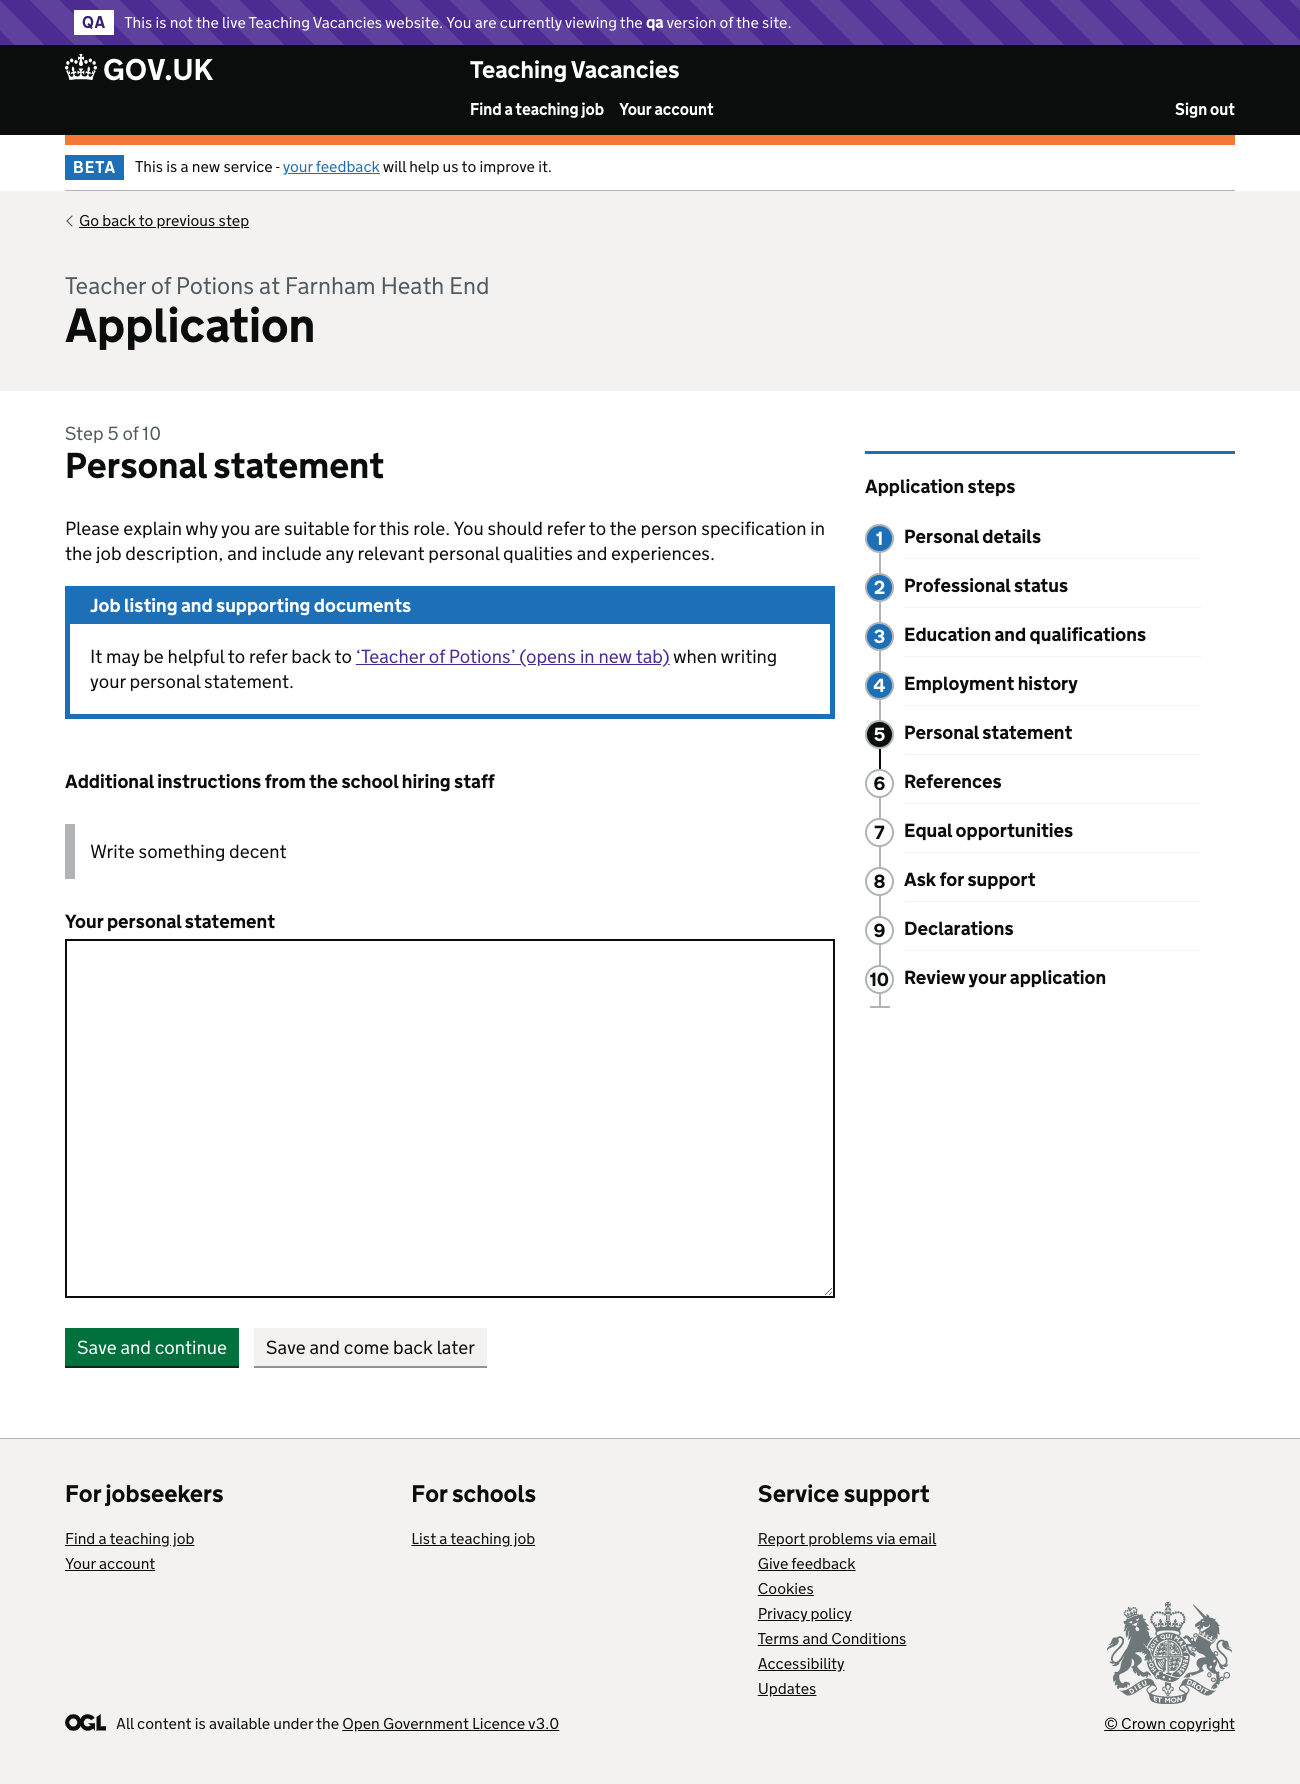 QA This is not the live Teaching Vacancies website. You are currently viewing the qa version of the site.
GOV.UK
Teaching Vacancies
Find a teaching job Your account Sign out
BETA This is a new service - your feedback will help us to improve it.
Go back to previous step
Teacher of Potions at Farnham Heath End
Application
Step 5 of 10
Personal statement
Please explain why you are suitable for this role. You should refer to the person specification in
the job description, and include any relevant personal qualities and experiences.
Job listing and supporting documents
It may be helpful to refer back to ‘Teacher of Potions’ (opens in new tab) when writing
your personal statement.
Additional instructions from the school hiring staff
Write something decent
Your personal statement
Save and continue Save and come back later
Application steps
1 Personal details
2 Professional status
3 Education and qualifications
4 Employment history
5 Personal statement
6 References
7 Equal opportunities
8 Ask for support
9 Declarations
10 Review your application
For jobseekers
Find a teaching job
Your account
For schools
List a teaching job
Service support
Report problems via email
Give feedback
Cookies
Privacy policy
Terms and Conditions
Accessibility
Updates
OGL All content is available under the Open Government Licence v3.0
DIEU ET MON DROIT
© Crown copyright